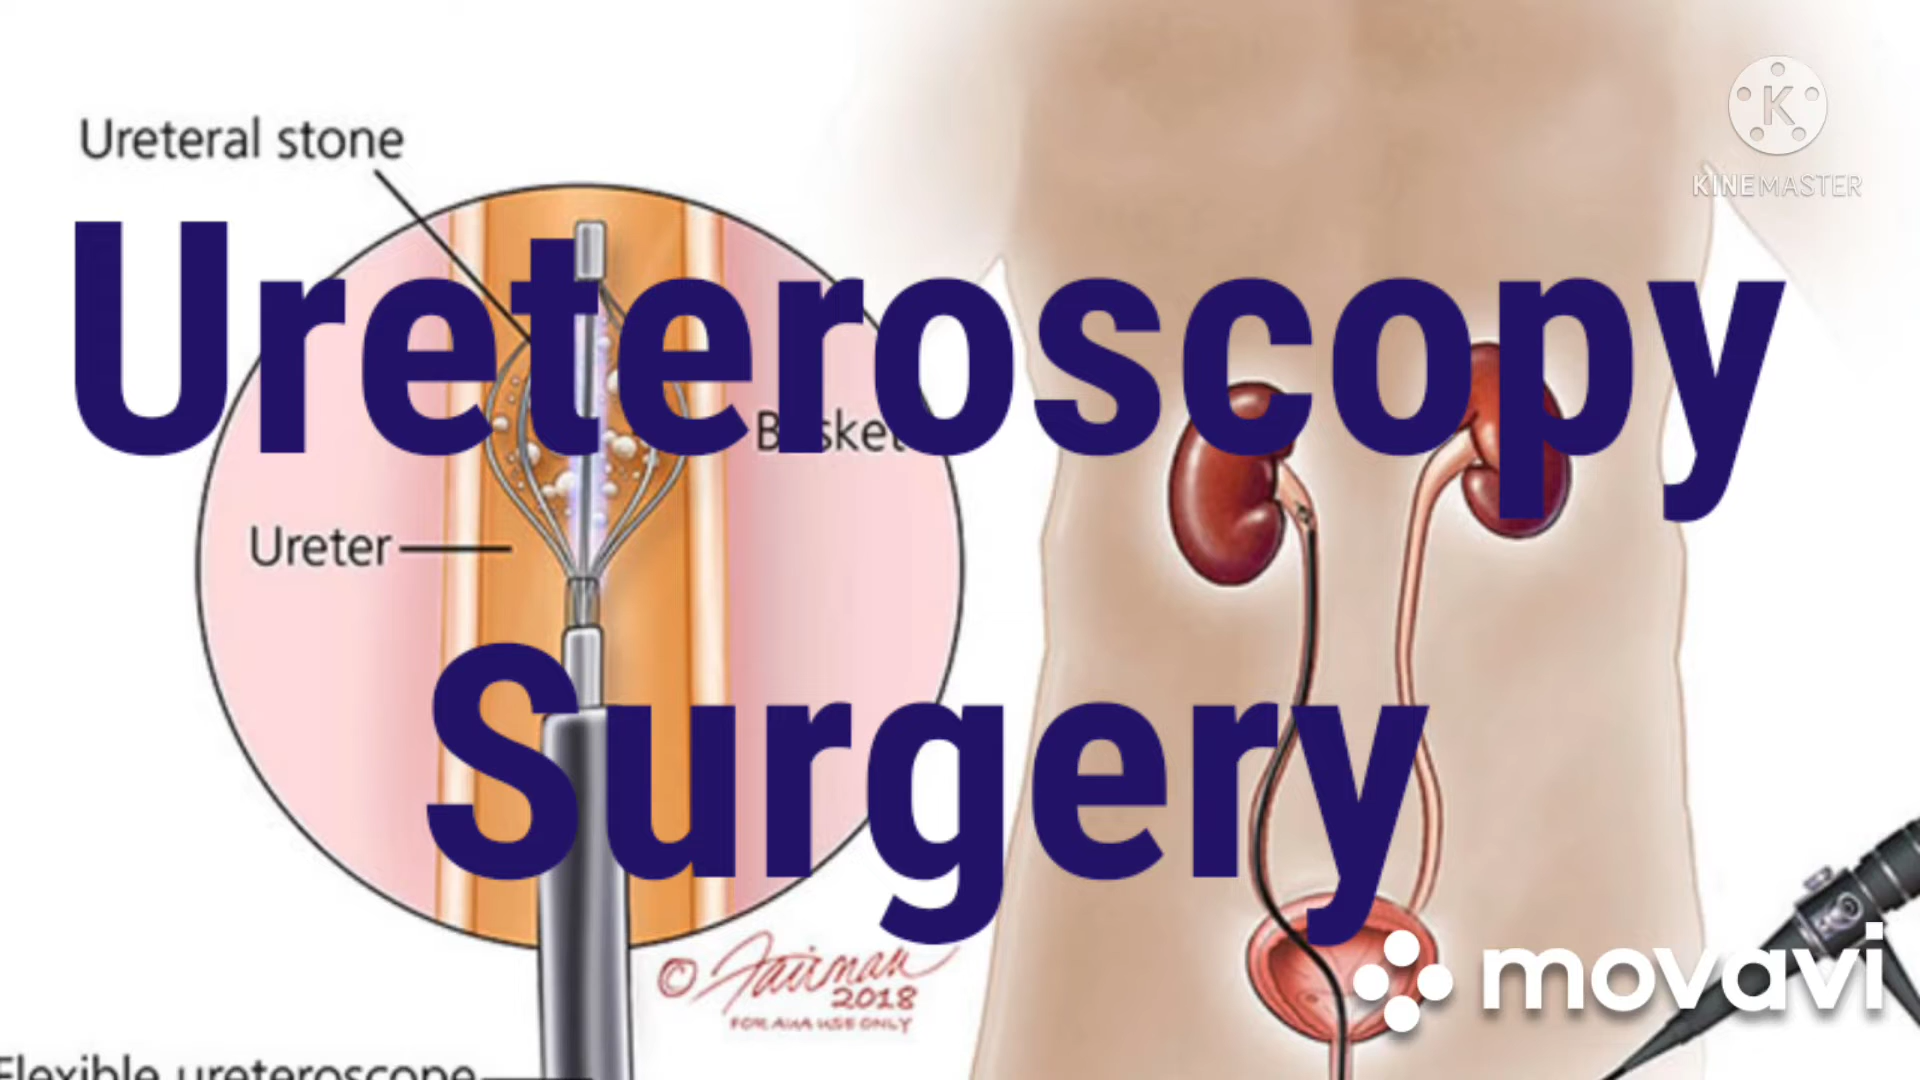 Ureteral stone
K
KINEMASTER
Ureteroscopy
Basket
Ureter
Surgery
© Fairman
2018
FOR AUA USE ONLY
movavi
Flexible ureteroscope